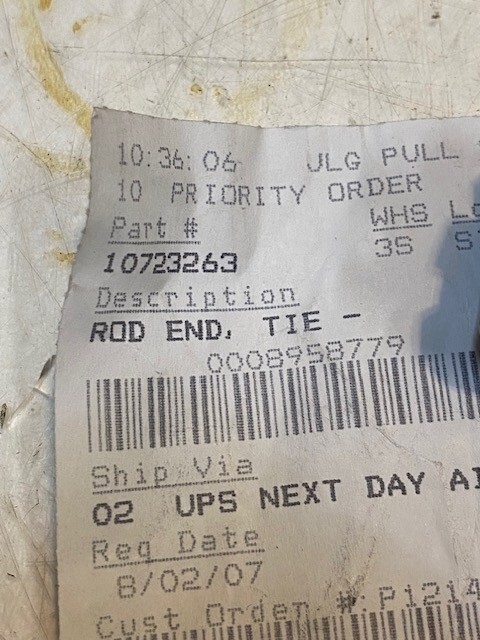 10:36:06 JLG PULL
10 PRIORITY ORDER
Part # WHS
10723263 3S
Description
ROD END, TIE -
0008958779
Ship Via
02 UPS NEXT DAY
Req Date
8/02/07
Cust Order #: